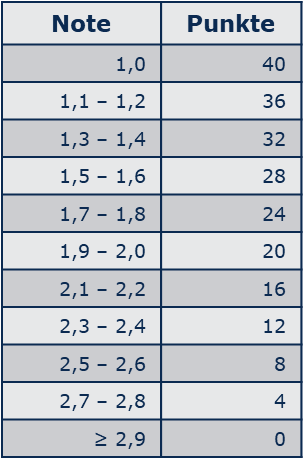 Note Punkte
1,0 40
1,1 – 1,2 36
1,3 – 1,4 32
1,5 – 1,6 28
1,7 – 1,8 24
1,9 – 2,0 20
2,1 – 2,2 16
2,3 – 2,4 12
2,5 – 2,6 8
2,7 – 2,8 4
≥ 2,9 0